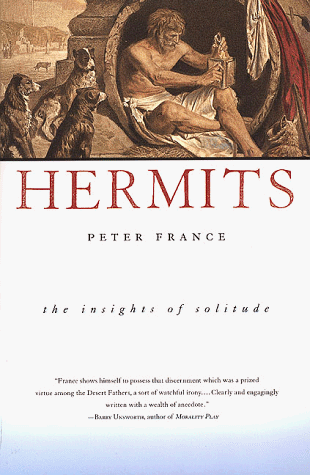 HERMITS
PETER FRANCE
the insights of solitude
"France shows himself to possess that discernment which was a prized
virtue among the Desert Fathers, a sort of watchful irony....Clearly and engagingly
written with a wealth of anecdote."
—Barry Unsworth, author of Morality Play